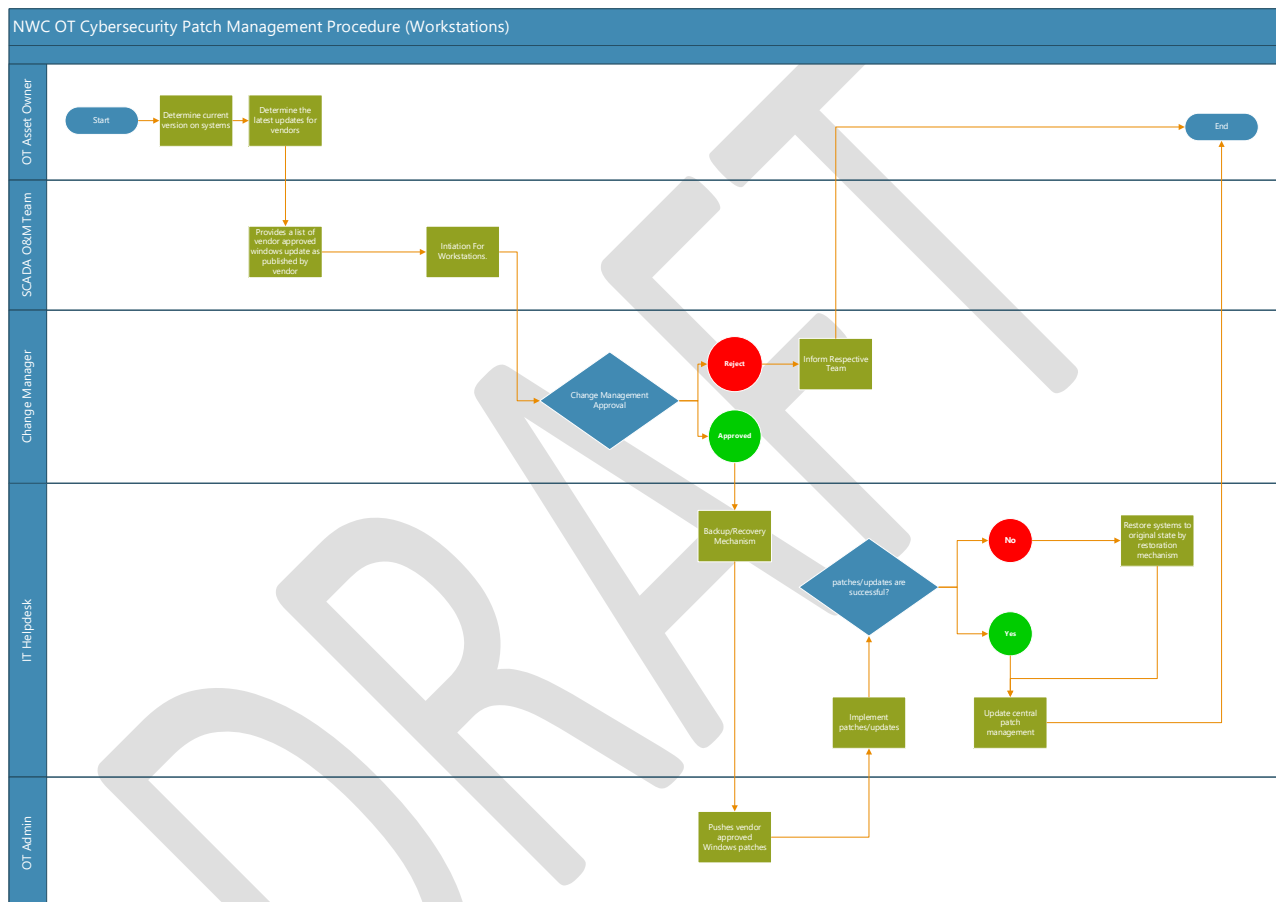 NWC OT Cybersecurity Patch Management Procedure (Workstations)
OT Asset Owner
Start
Determine current
version on systems
Determine the
latest updates for
vendors
End
SCADA O&M Team
Provides a list of
vendor approved
windows update as
published by
vendor
Intiation For
Workstations.
Change Manager
Change Management
Approval
Reject
Approved
Inform Respective
Team
IT Helpdesk
Backup/Recovery
Mechanism
patches/updates are
successful?
No
Yes
Restore systems to
original state by
restoration
mechanism
Implement
patches/updates
Update central
patch
management
OT Admin
Pushes vendor
approved
Windows patches
DRAFT